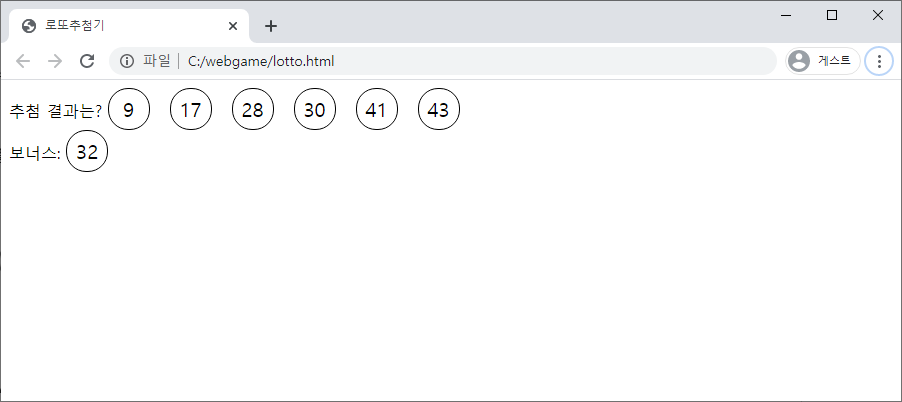 로또추첨기
파일 C:/webgame/lotto.html 게스트
추첨 결과는? 9 17 28 30 41 43
보너스: 32